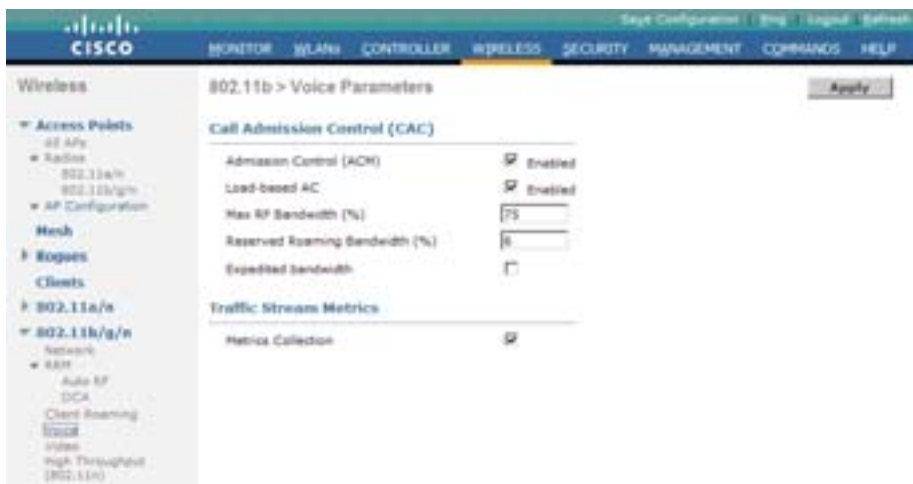 Save Configuration | Ping | Logout | Refresh
CISCO
MONITOR WLANs CONTROLLER WIRELESS SECURITY MANAGEMENT COMMANDS HELP
Wireless
802.11b > Voice Parameters
Apply
Access Points
All APs
Radios
802.11a/n
802.11b/g/n
AP Configuration
Mesh
Rogues
Clients
802.11a/n
802.11b/g/n
Network
RRM
Auto RF
DCA
Client Roaming
Voice
Video
High Throughput
(802.11n)
Call Admission Control (CAC)
Admission Control (ACM) Enabled
Load-based AC Enabled
Max RF Bandwidth (%) 75
Reserved Roaming Bandwidth (%) 6
Expedited bandwidth
Traffic Stream Metrics
Metrics Collection